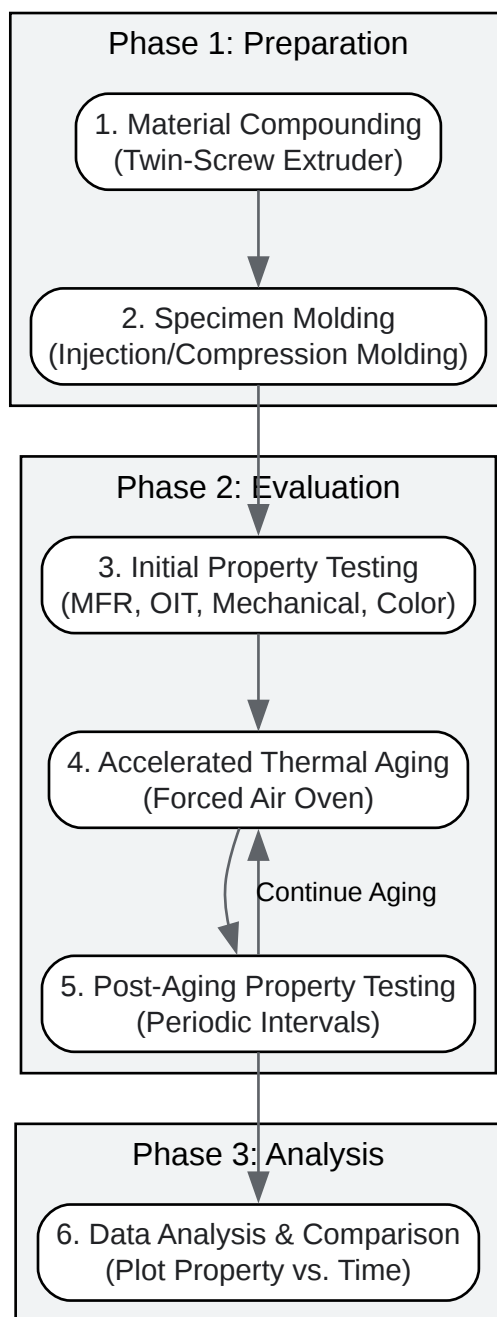 Phase 1: Preparation
1. Material Compounding
(Twin-Screw Extruder)
2. Specimen Molding
(Injection/Compression Molding)
Phase 2: Evaluation
3. Initial Property Testing
(MFR, OIT, Mechanical, Color)
4. Accelerated Thermal Aging
(Forced Air Oven)
Continue Aging
5. Post-Aging Property Testing
(Periodic Intervals)
Phase 3: Analysis
6. Data Analysis & Comparison
(Plot Property vs. Time)